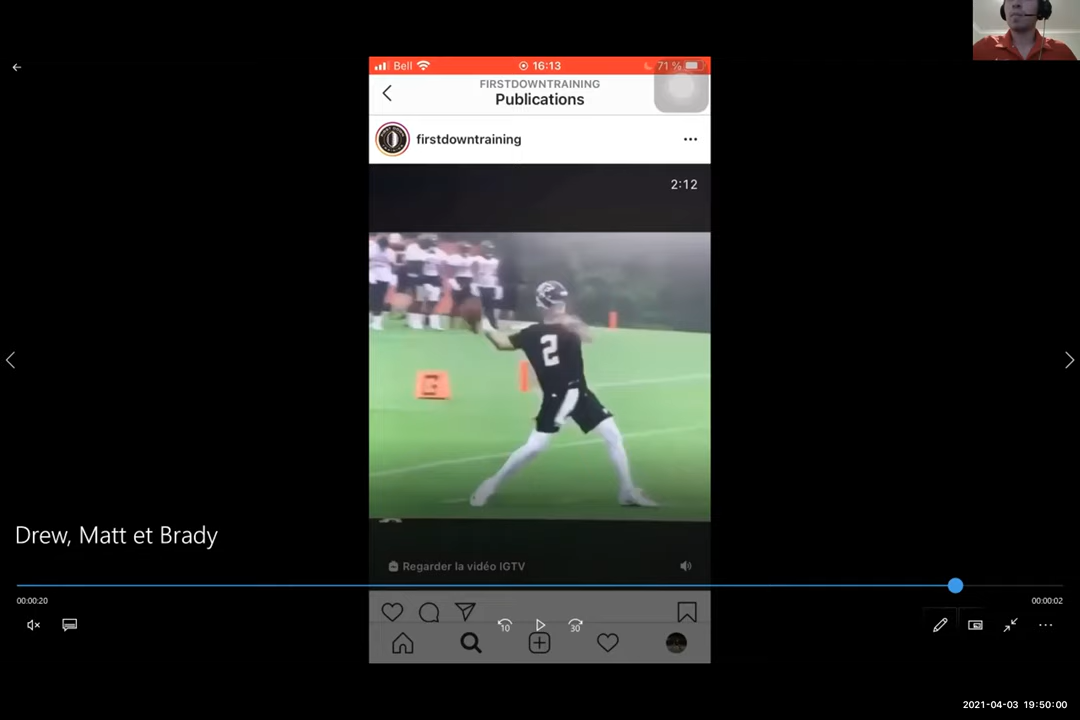 Bell 16:13 71 %
FIRSTDOWNTRAINING
Publications
firstdowntraining
2:12
2
Drew, Matt et Brady
Regarder la vidéo IGTV
00:00:20
00:00:02
10
30
2021-04-03 19:50:00